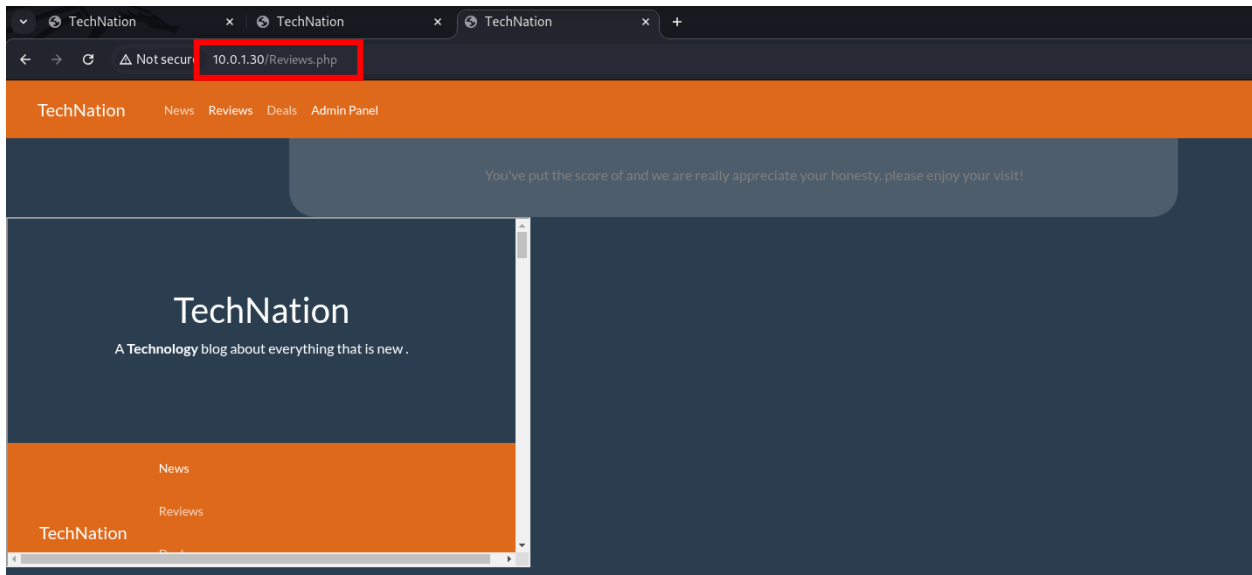 TechNation TechNation TechNation
Not secur 10.0.1.30/Reviews.php
TechNation News Reviews Deals Admin Panel
You've put the score of and we are really appreciate your honesty. please enjoy your visit!
TechNation
A Technology blog about everything that is new .
News
Reviews
TechNation